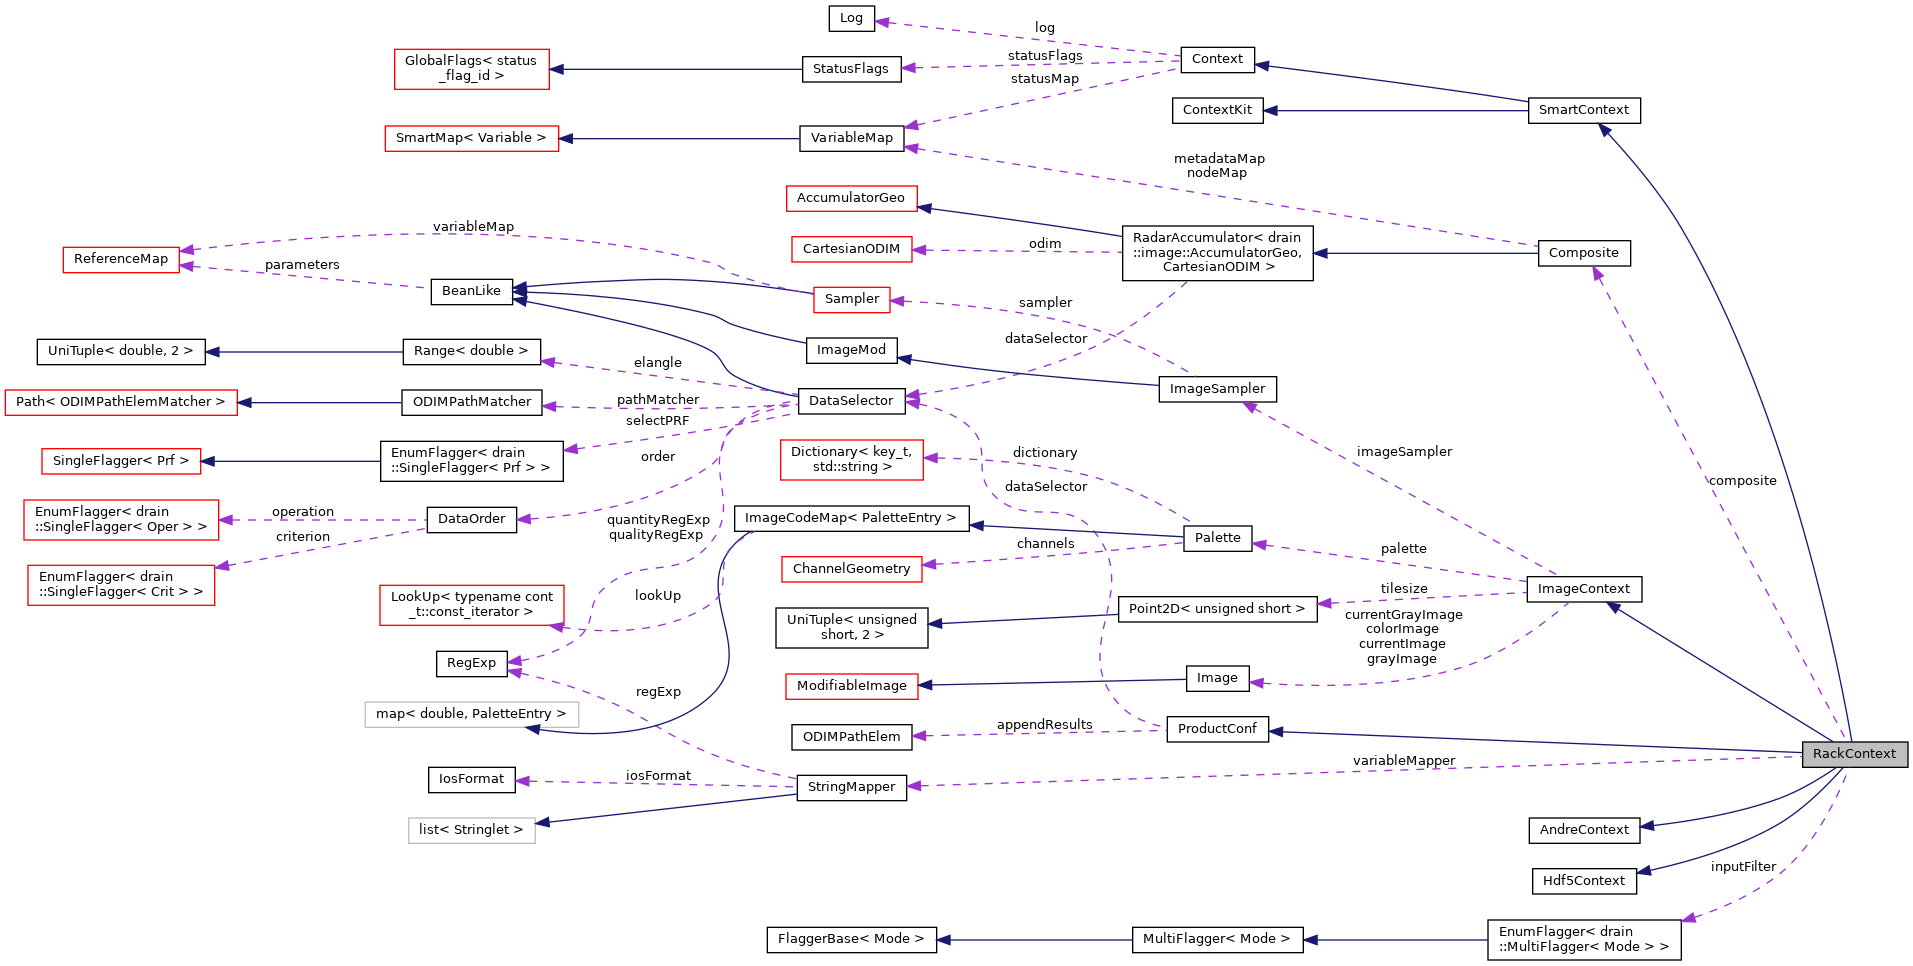 Log
log
GlobalFlags< status
_flag_id >
StatusFlags
statusFlags
Context
statusMap
ContextKit
SmartContext
SmartMap< Variable >
VariableMap
metadataMap
nodeMap
AccumulatorGeo
variableMap
CartesianODIM
odim
RadarAccumulator< drain
::image::AccumulatorGeo,
CartesianODIM >
Composite
ReferenceMap
parameters
BeanLike
Sampler
sampler
UniTuple< double, 2 >
Range< double >
elangle
ImageMod
dataSelector
ImageSampler
Path< ODIMPathElemMatcher >
ODIMPathMatcher
pathMatcher
DataSelector
selectPRF
SingleFlagger< Prf >
EnumFlagger< drain
::SingleFlagger< Prf > >
order
Dictionary< key_t,
std::string >
dictionary
imageSampler
composite
dataSelector
EnumFlagger< drain
::SingleFlagger< Oper > >
operation
DataOrder
quantityRegExp
qualityRegExp
ImageCodeMap< PaletteEntry >
criterion
Palette
palette
channels
ChannelGeometry
EnumFlagger< drain
::SingleFlagger< Crit > >
LookUp< typename cont
_t::const_iterator >
lookUp
tilesize
ImageContext
UniTuple< unsigned
short, 2 >
Point2D< unsigned short >
currentGrayImage
colorImage
currentImage
grayImage
RegExp
regExp
ModifiableImage
Image
map< double, PaletteEntry >
ODIMPathElem
appendResults
ProductConf
RackContext
variableMapper
IosFormat
iosFormat
StringMapper
list< Stringlet >
AndreContext
Hdf5Context
inputFilter
FlaggerBase< Mode >
MultiFlagger< Mode >
EnumFlagger< drain
::MultiFlagger< Mode > >